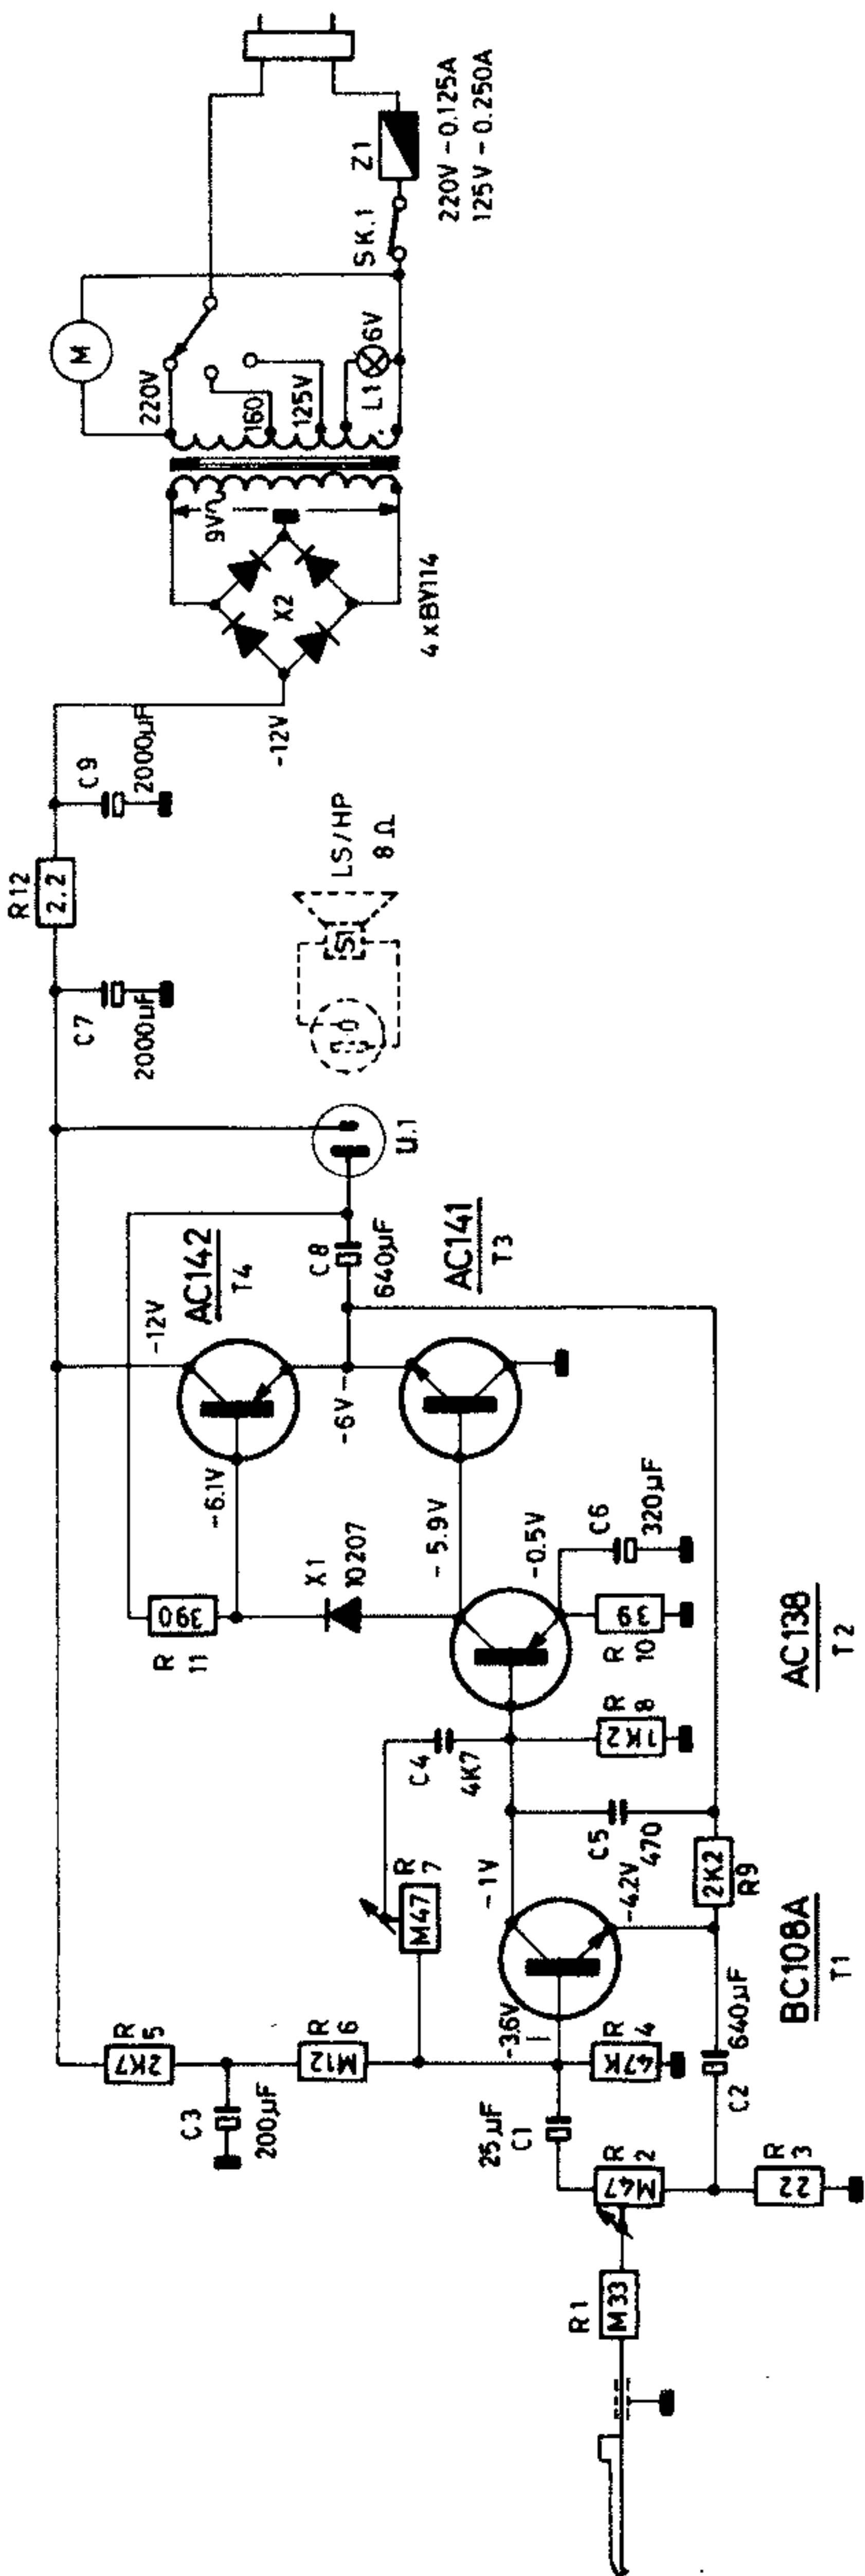 R1
M33
R
2
M47
R
3
22
25µF
C1
C2
640µF
C3
200µF
R
5
2K7
R
6
M12
R
4
47K
-3.6V
BC108A
T1
-4.2V
-1V
R
7
M47
C4
4K7
C5
470
2K2
R9
R
8
1K2
AC138
T2
R
10
39
C6
320µF
-0.5V
-5.9V
X1
10207
R
11
390
-6.1V
-6V
-12V
AC142
T4
AC141
T3
C8
640µF
U.1
C7
2000µF
R12
2.2
C9
2000µF
S1
LS/HP
8Ω
-12V
X2
4xBY114
9V
220V
160
125V
L1
6V
M
SK.1
Z1
220V-0.125A
125V-0.250A